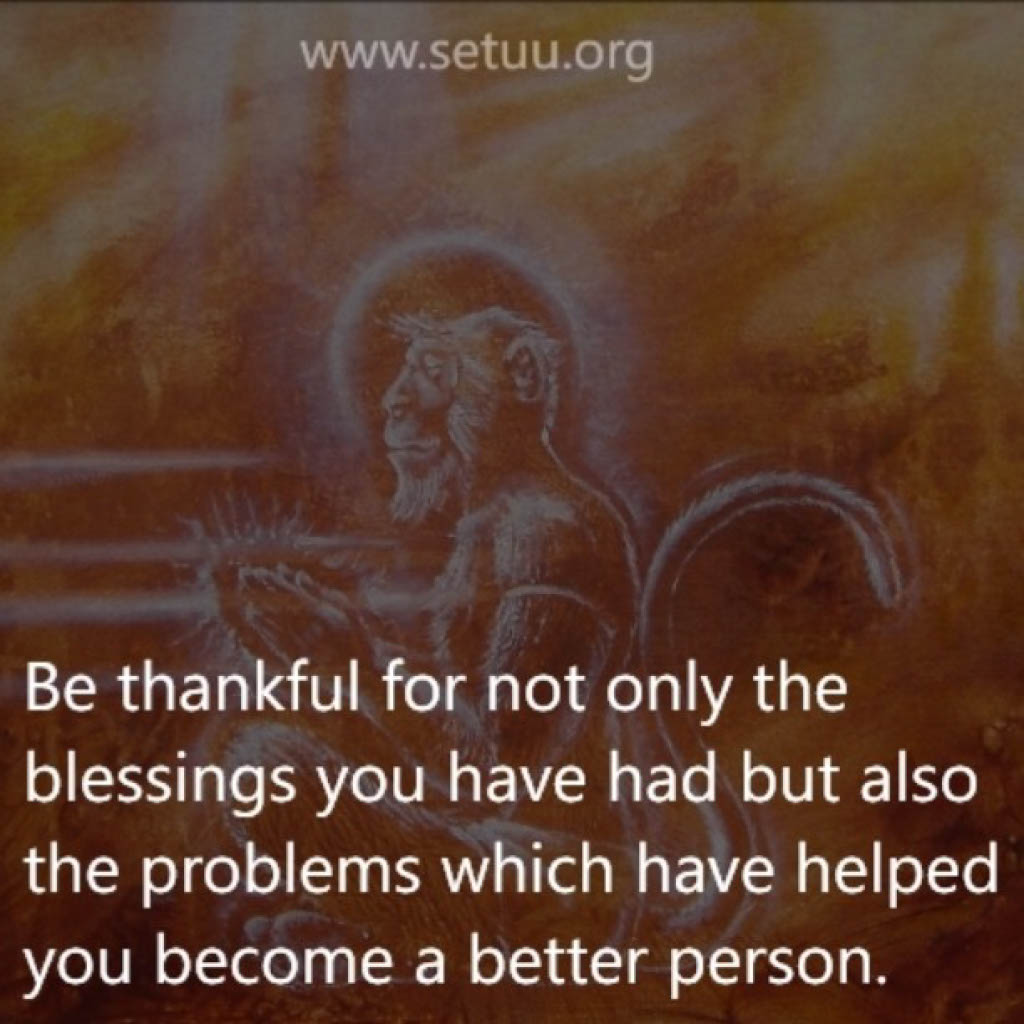 www.setuu.org
Be thankful for not only the
blessings you have had but also
the problems which have helped
you become a better person.